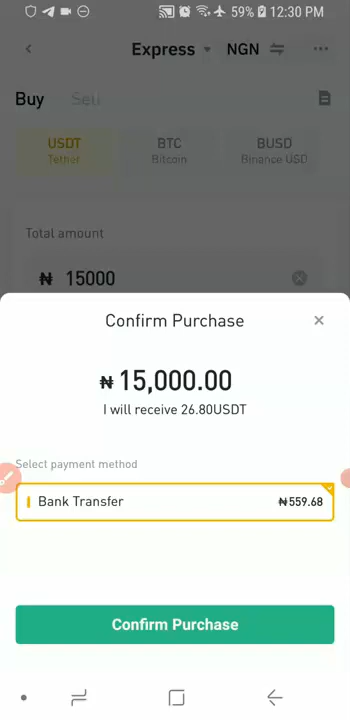 59% 12:30 PM
Express NGN
Buy Sell
USDT BTC BUSD
Tether Bitcoin Binance USD
Total amount
₦ 15000
Confirm Purchase
₦ 15,000.00
I will receive 26.80USDT
Select payment method
Bank Transfer ₦559.68
Confirm Purchase